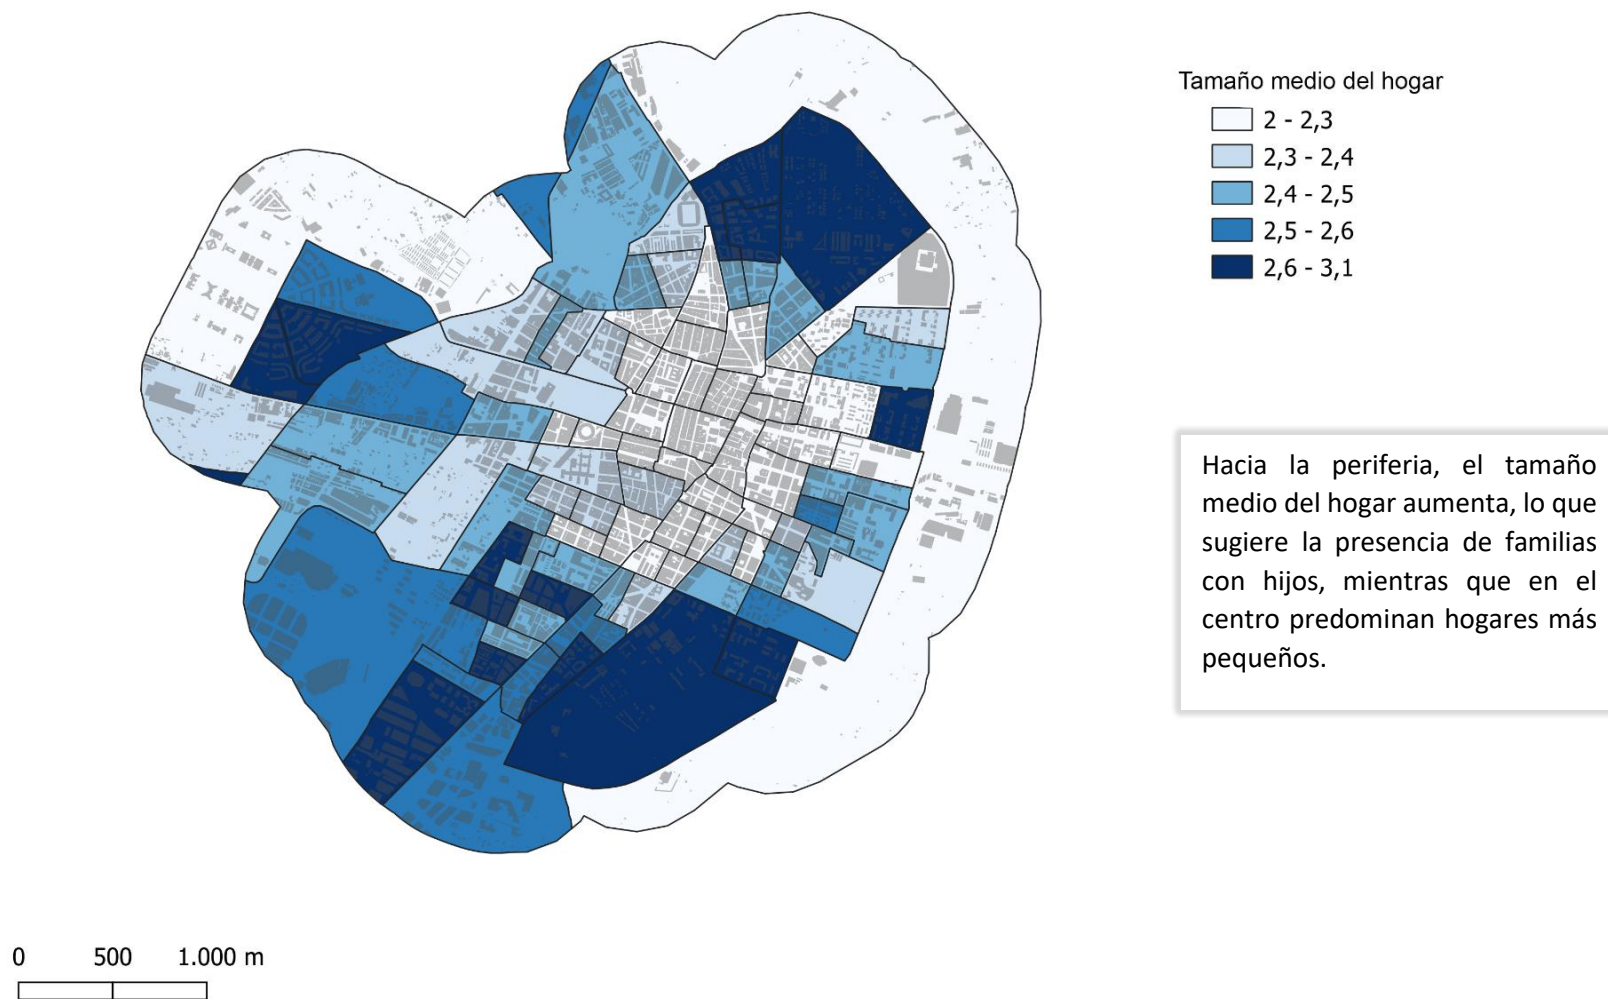 Tamaño medio del hogar
2 - 2,3
2,3 - 2,4
2,4 - 2,5
2,5 - 2,6
2,6 - 3,1
Hacia la periferia, el tamaño
medio del hogar aumenta, lo que
sugiere la presencia de familias
con hijos, mientras que en el
centro predominan hogares más
pequeños.
0 500 1.000 m